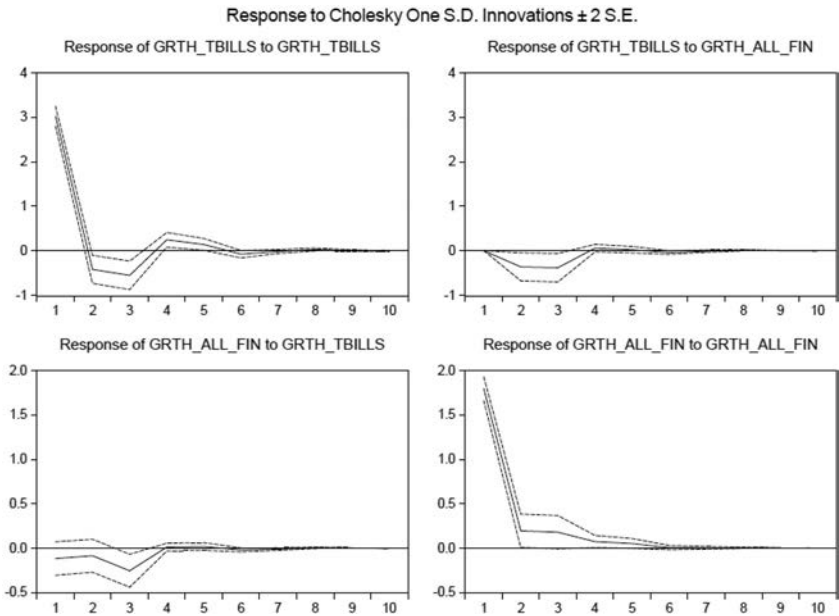 Response to Cholesky One S.D. Innovations ± 2 S.E.
Response of GRTH_TBILLS to GRTH_TBILLS
4
3
2
1
0
-1
1 2 3 4 5 6 7 8 9 10
Response of GRTH_TBILLS to GRTH_ALL_FIN
4
3
2
1
0
-1
1 2 3 4 5 6 7 8 9 10
Response of GRTH_ALL_FIN to GRTH_TBILLS
2.0
1.5
1.0
0.5
0.0
-0.5
1 2 3 4 5 6 7 8 9 10
Response of GRTH_ALL_FIN to GRTH_ALL_FIN
2.0
1.5
1.0
0.5
0.0
-0.5
1 2 3 4 5 6 7 8 9 10